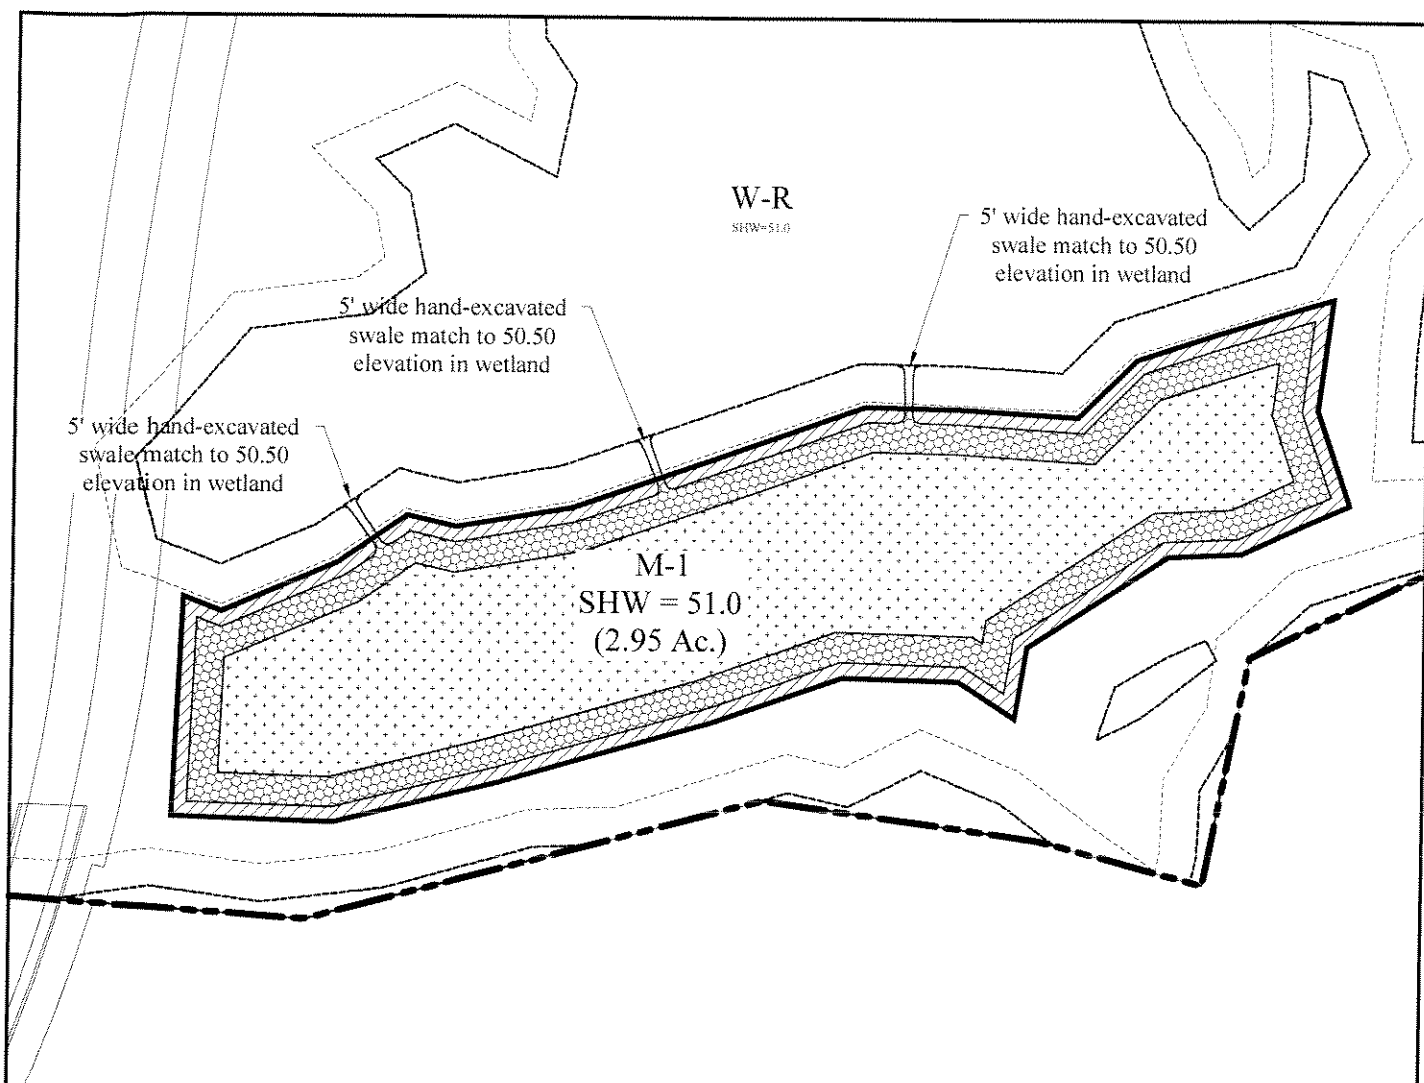 W-R
SHW=51.0
5' wide hand-excavated
swale match to 50.50
elevation in wetland
5' wide hand-excavated
swale match to 50.50
elevation in wetland
5' wide hand-excavated
swale match to 50.50
elevation in wetland
M-1
SHW = 51.0
(2.95 Ac.)